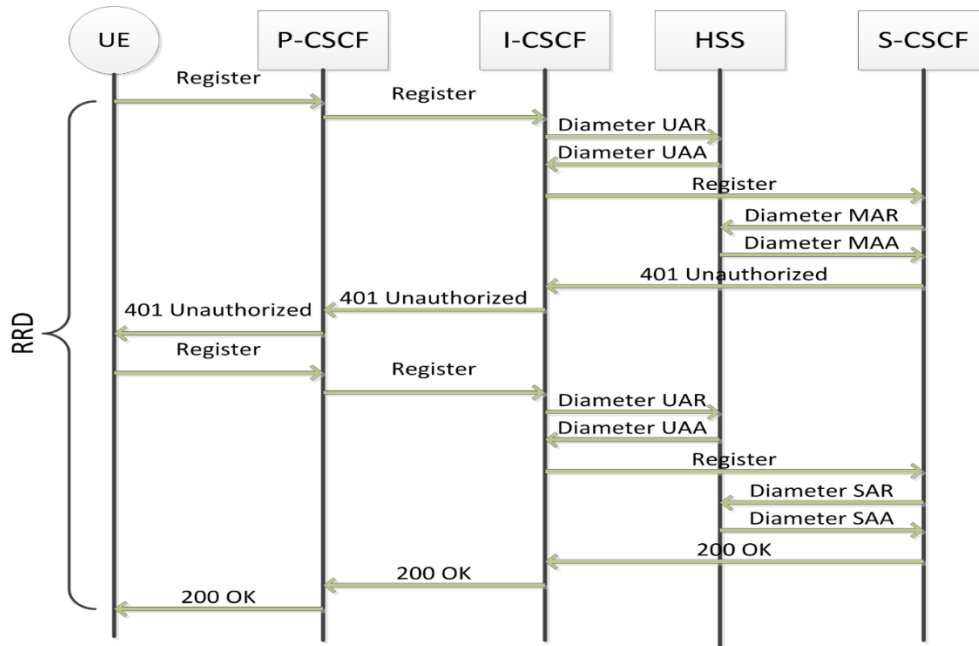 UE
P-CSCF
I-CSCF
HSS
S-CSCF
Register
Register
Diameter UAR
Diameter UAA
Register
Diameter MAR
Diameter MAA
401 Unauthorized
401 Unauthorized
401 Unauthorized
RRD
Register
Register
Diameter UAR
Diameter UAA
Register
Diameter SAR
Diameter SAA
200 OK
200 OK
200 OK